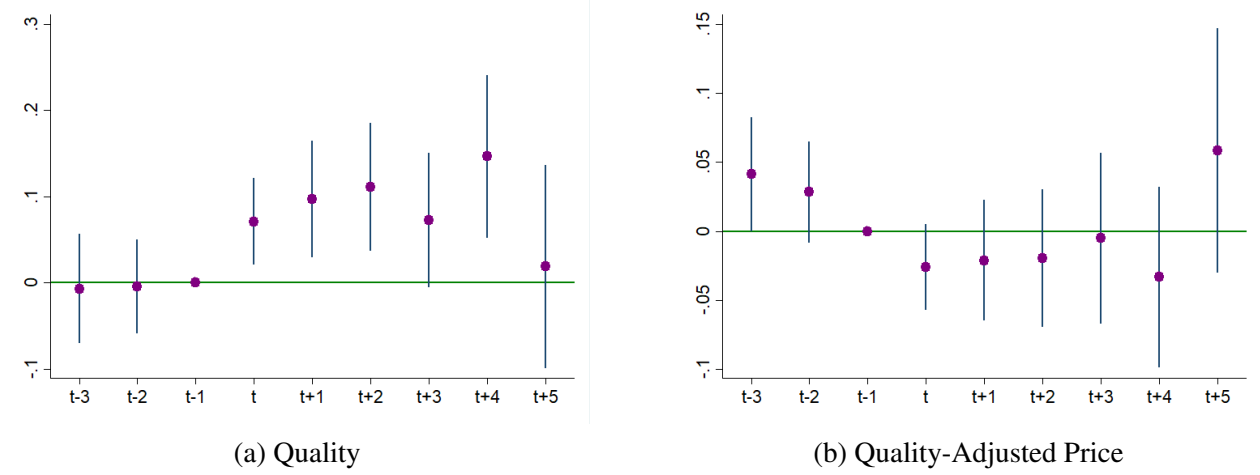 .3
.2
.1
0
-.1
t-3 t-2 t-1 t t+1 t+2 t+3 t+4 t+5
(a) Quality
.15
.1
.05
0
-.05
-.1
t-3 t-2 t-1 t t+1 t+2 t+3 t+4 t+5
(b) Quality-Adjusted Price